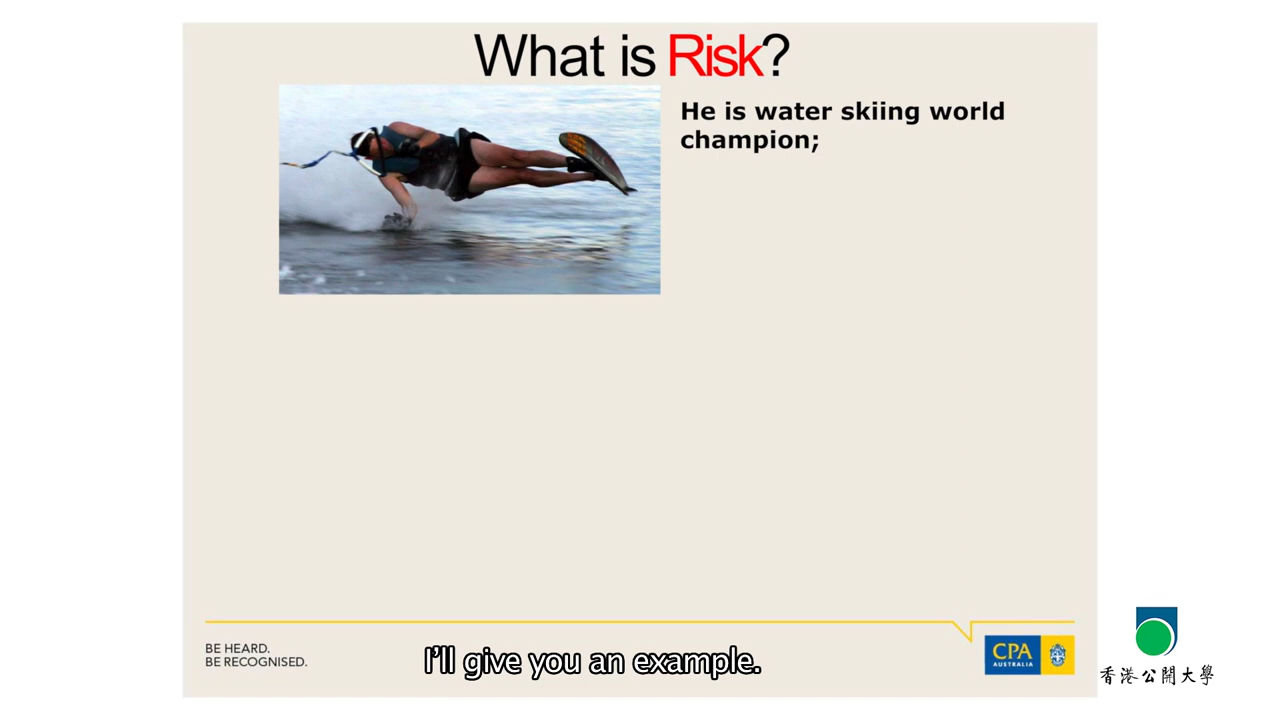 What is Risk?
He is water skiing world
champion;
BE HEARD.
BE RECOGNISED.
I'll give you an example.
CPA
AUSTRALIA
香港公開大學